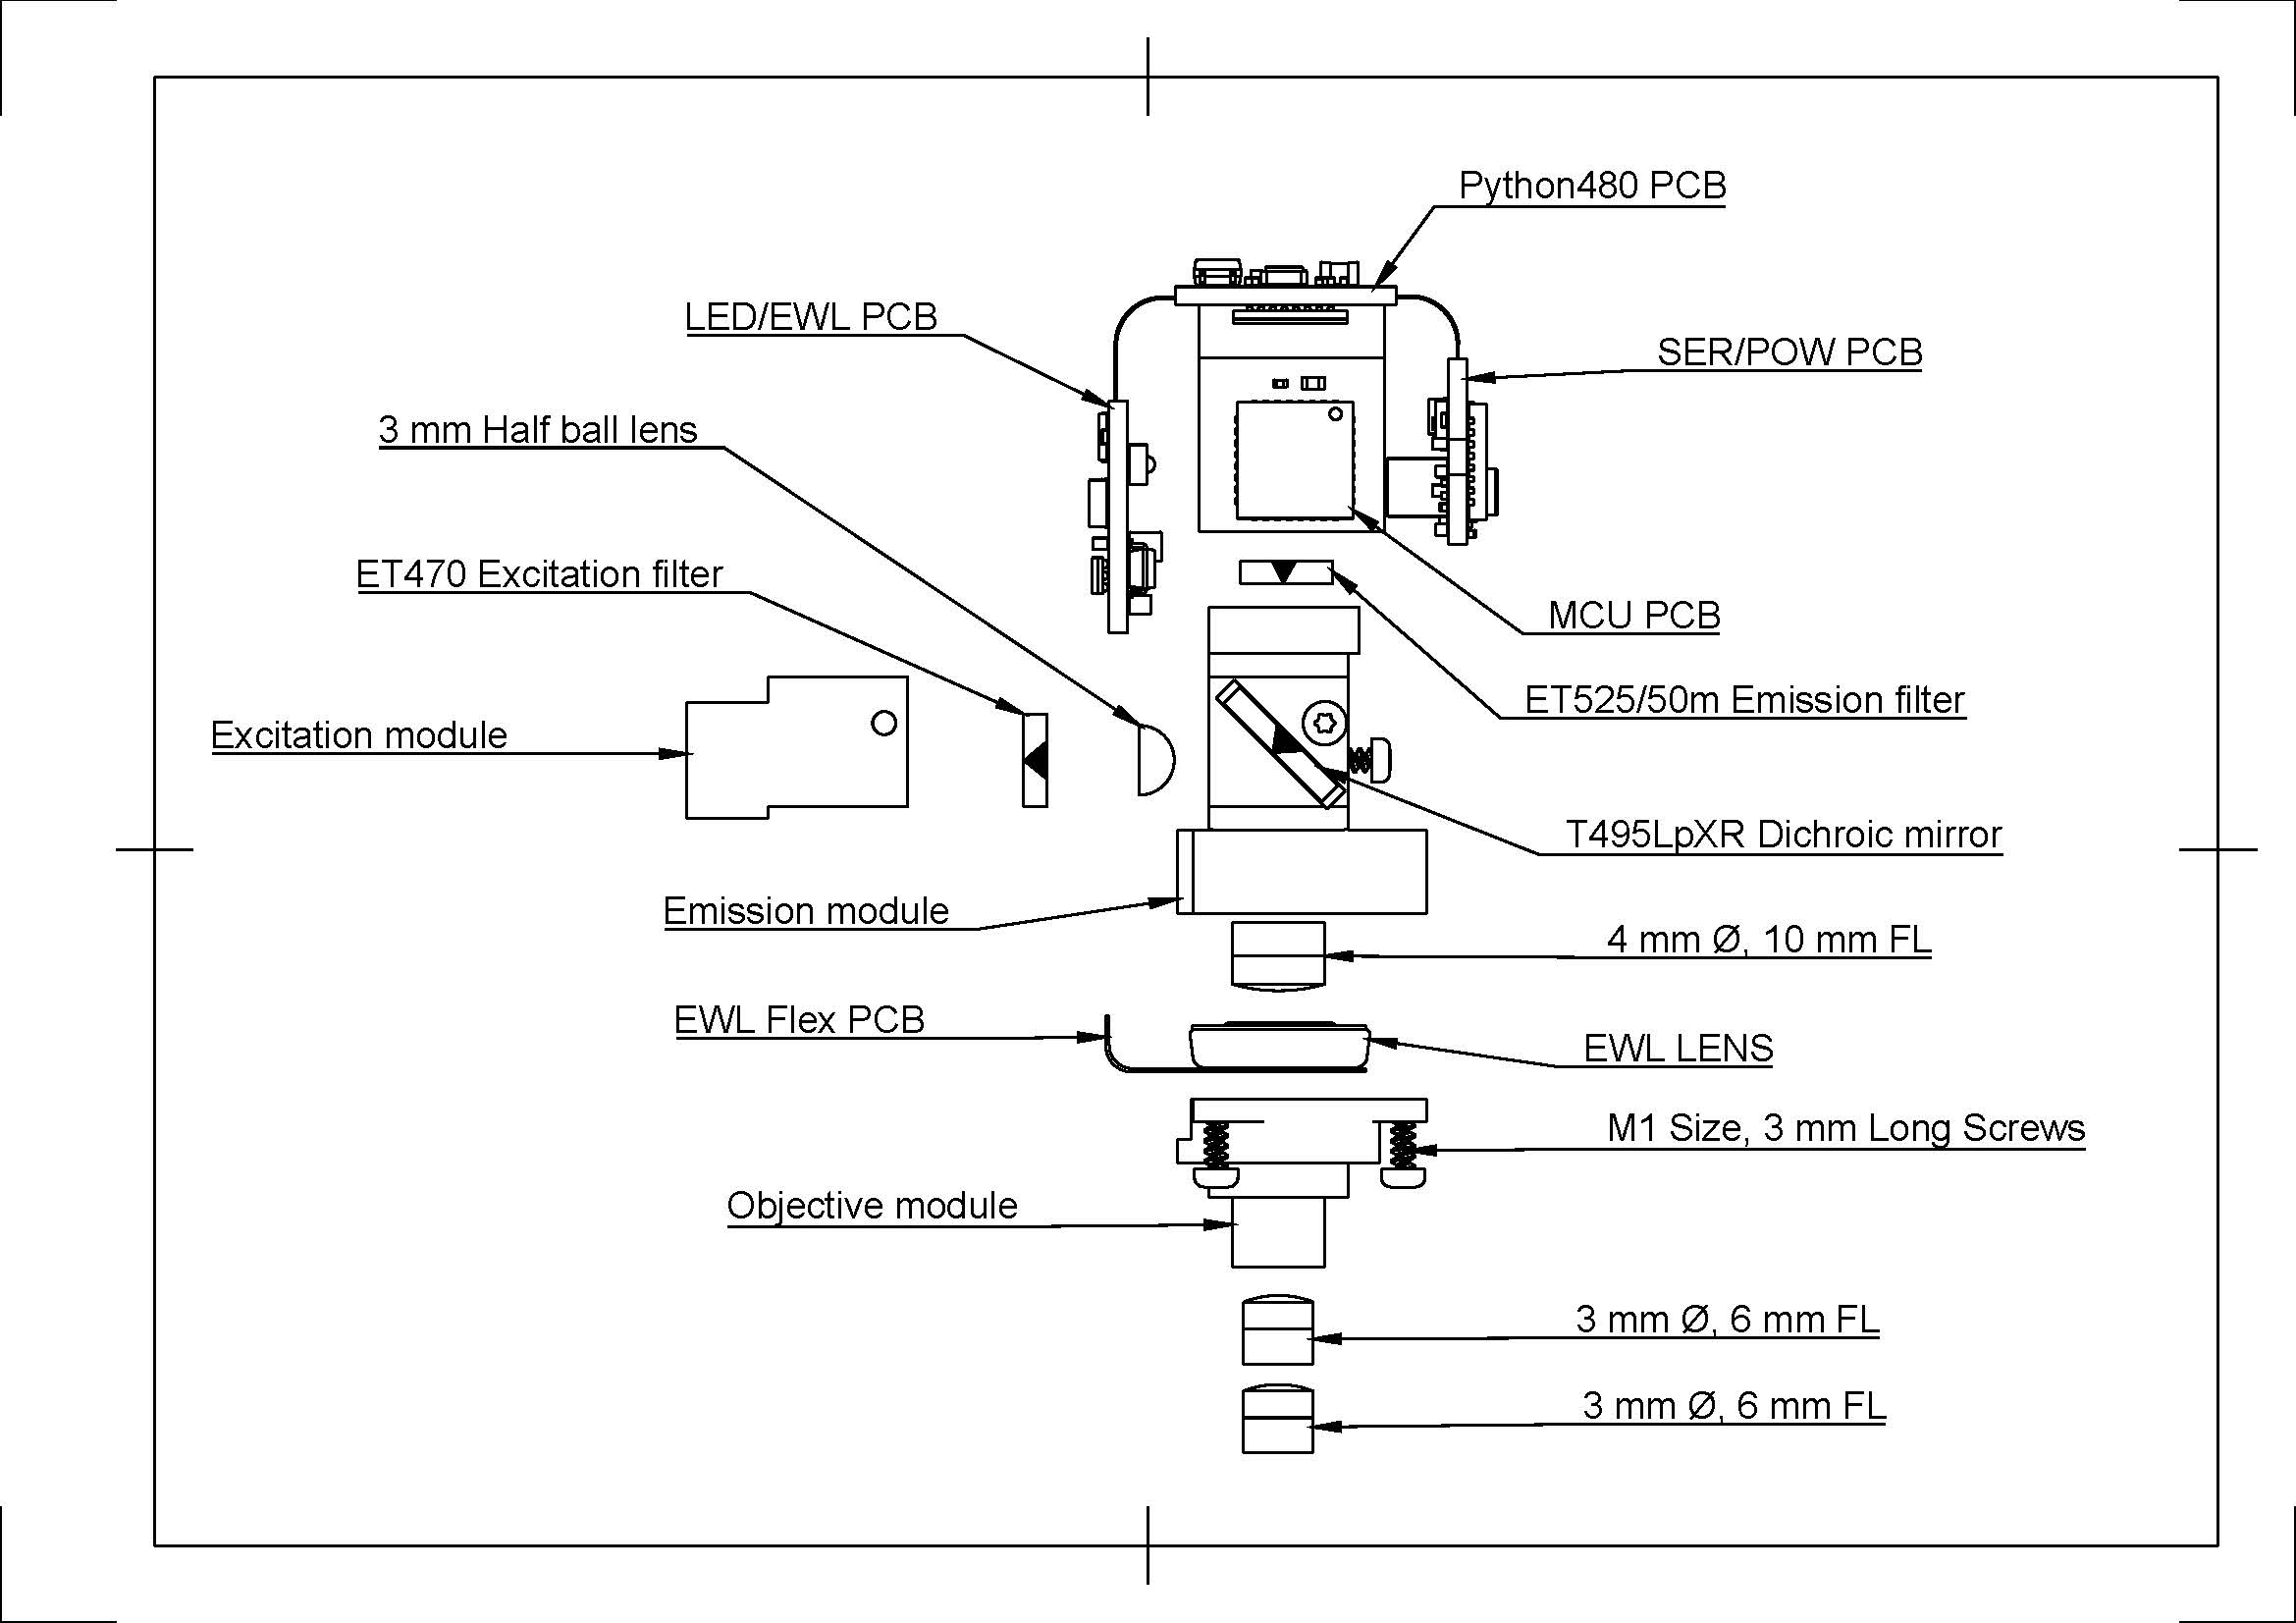 Python480 PCB
LED/EWL PCB
SER/POW PCB
3 mm Half ball lens
ET470 Excitation filter
MCU PCB
ET525/50m Emission filter
Excitation module
T495LpXR Dichroic mirror
Emission module
4 mm Ø, 10 mm FL
EWL Flex PCB
EWL LENS
M1 Size, 3 mm Long Screws
Objective module
3 mm Ø, 6 mm FL
3 mm Ø, 6 mm FL